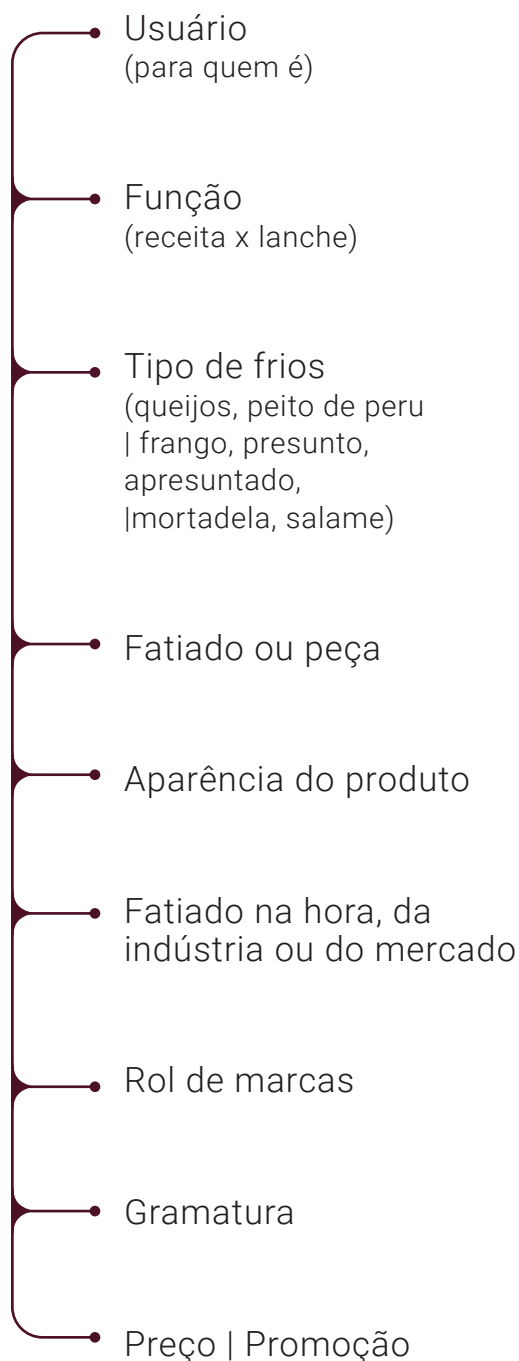 Usuário
(para quem é)
Função
(receita x lanche)
Tipo de frios
(queijos, peito de peru
| frango, presunto,
apresuntado,
|mortadela, salame)
Fatiado ou peça
Aparência do produto
Fatiado na hora, da
indústria ou do mercado
Rol de marcas
Gramatura
Preço | Promoção